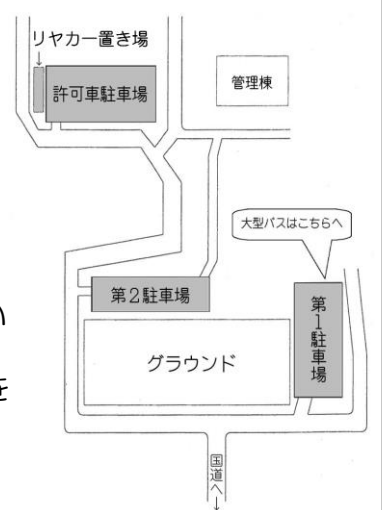 リヤカー置き場
↓
許可車駐車場
管理棟
大型バスはこちらへ
第2駐車場
第1駐車場
い
グラウンド
を
国道へ↓